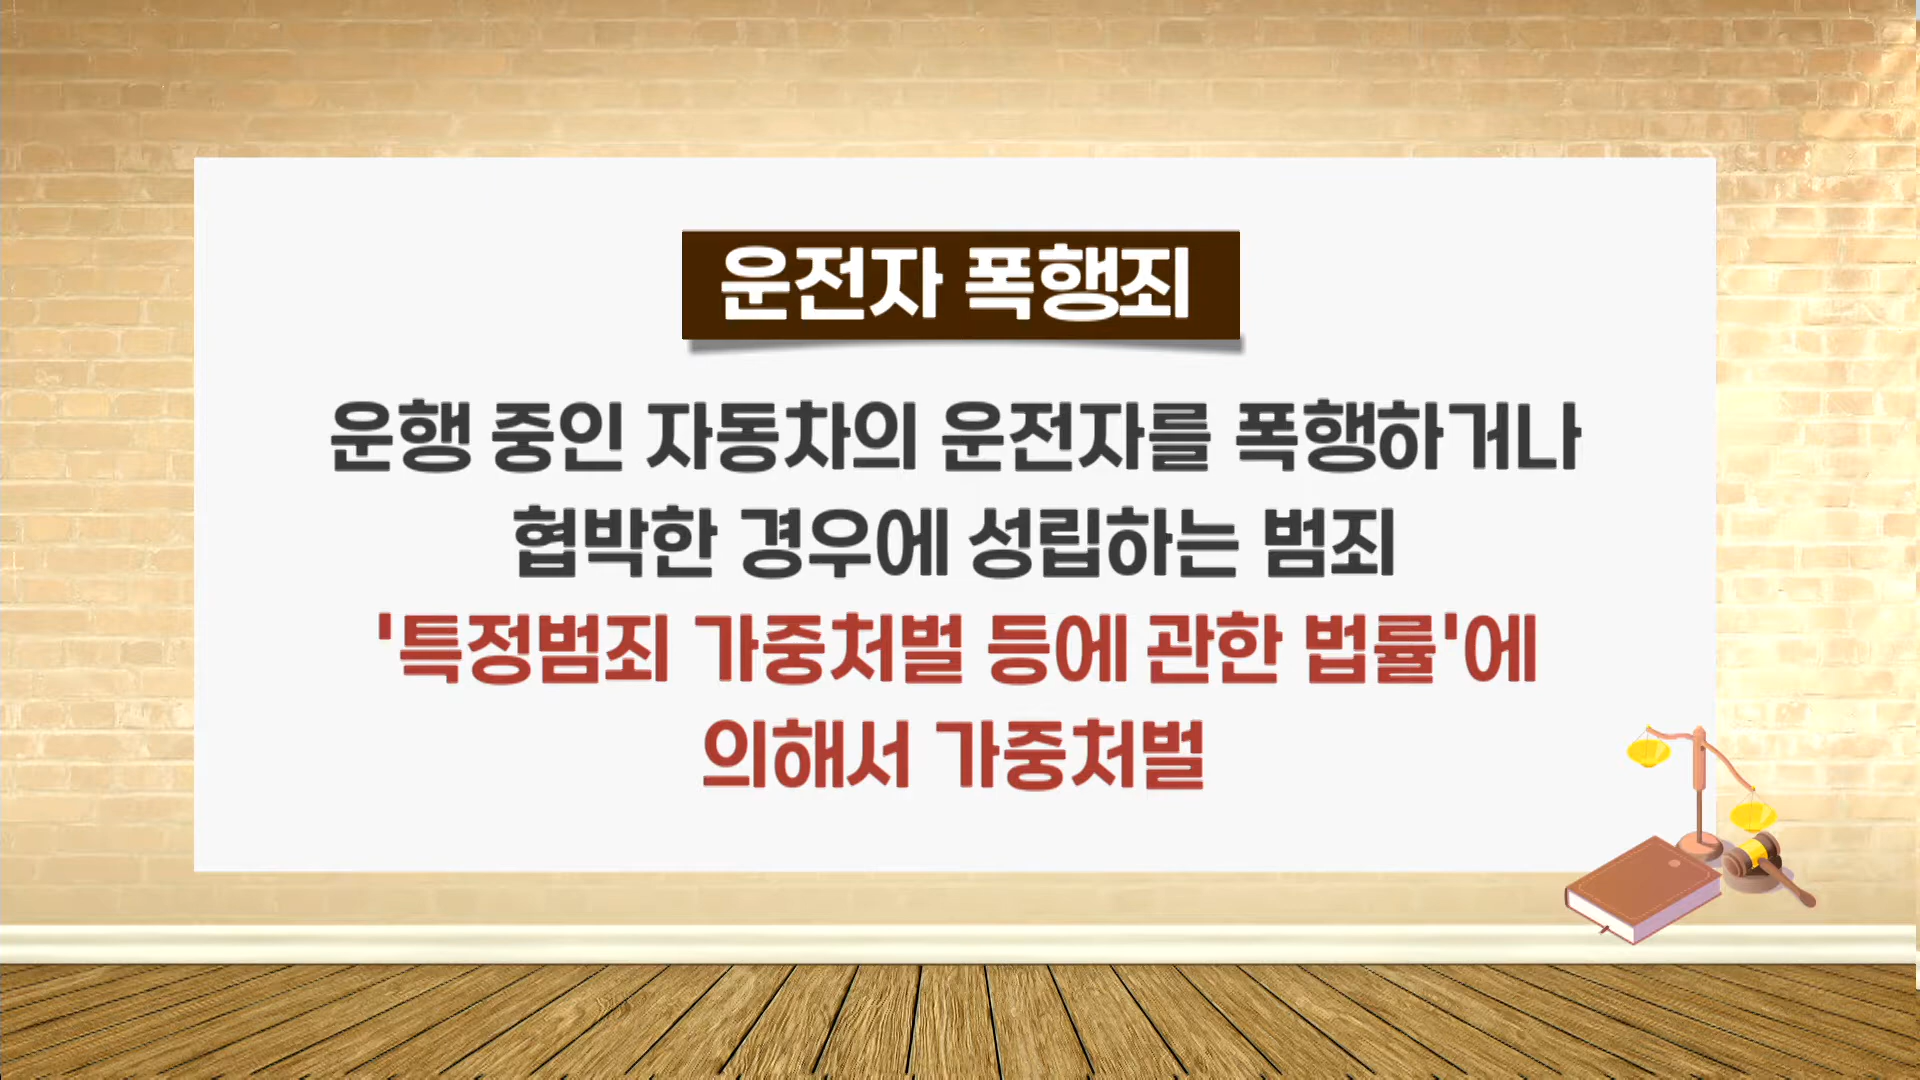 운전자 폭행죄
운행 중인 자동차의 운전자를 폭행하거나
협박한 경우에 성립하는 범죄
'특정범죄 가중처벌 등에 관한 법률'에
의해서 가중처벌